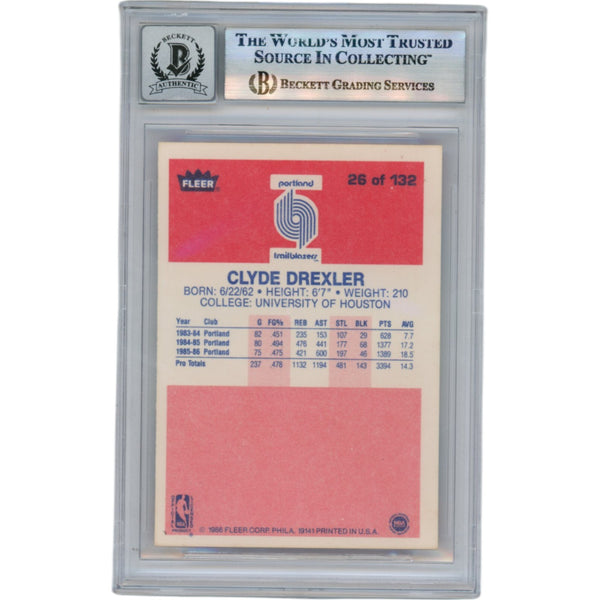 BECKETT
B
AUTHENTIC
THE WORLD'S MOST TRUSTED
SOURCE IN COLLECTING™
B BECKETT GRADING SERVICES
FLEER
portland
trailblazers
26 of 132
CLYDE DREXLER
BORN: 6/22/62 • HEIGHT: 6'7" • WEIGHT: 210
COLLEGE: UNIVERSITY OF HOUSTON
Year Club G FG% REB AST STL BLK PTS AVG
1983-84 Portland 82 .451 235 153 107 29 628 7.7
1984-85 Portland 80 .494 476 441 177 68 1377 17.2
1985-86 Portland 75 .475 421 600 197 46 1389 18.5
Pro Totals 237 .478 1132 1194 481 143 3394 14.3
NBA
© 1986 FLEER CORP. PHILA. 19141 PRINTED IN U.S.A.